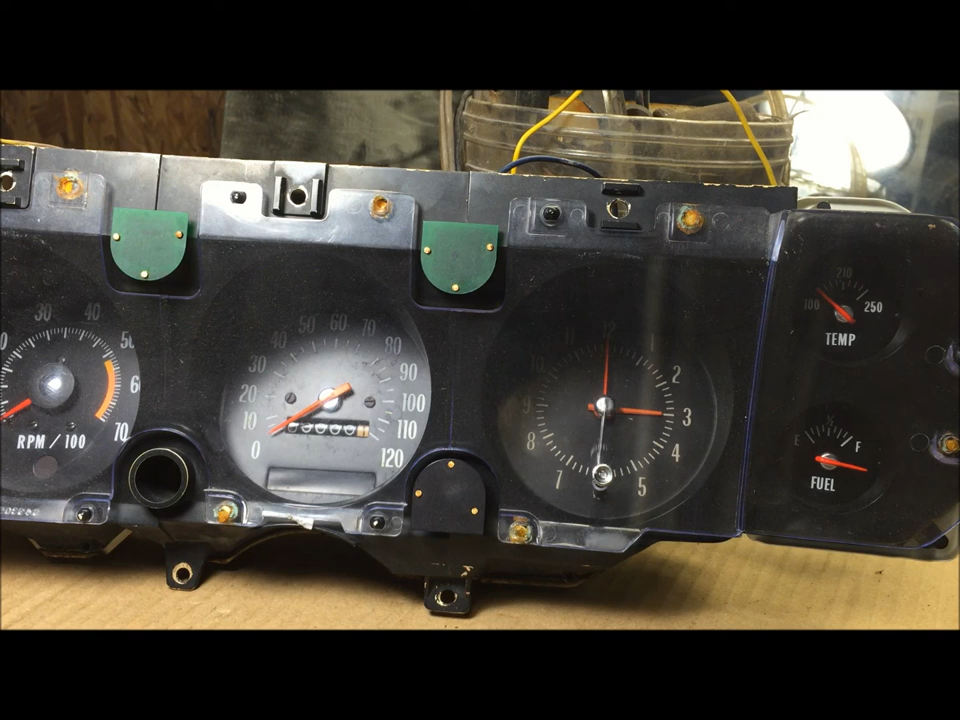 30 40 50 60 70
RPM / 100
0 10 20 30 40 50 60 70 80 90 100 110 120
12 1 2 3 4 5 7 8 9
100 210 250
TEMP
E ½ F
FUEL